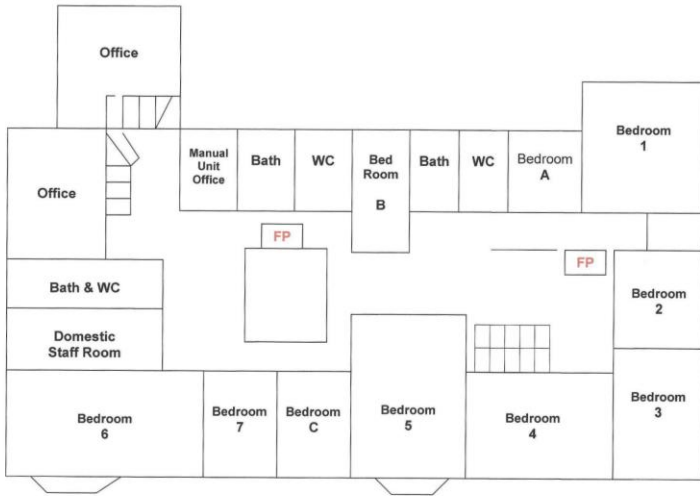 Office
Bedroom
1
Manual
Unit
Office
Bath
WC
Bed
Room
B
Bath
WC
Bedroom
A
Office
FP
FP
Bath & WC
Bedroom
2
Domestic
Staff Room
Bedroom
6
Bedroom
7
Bedroom
C
Bedroom
5
Bedroom
4
Bedroom
3